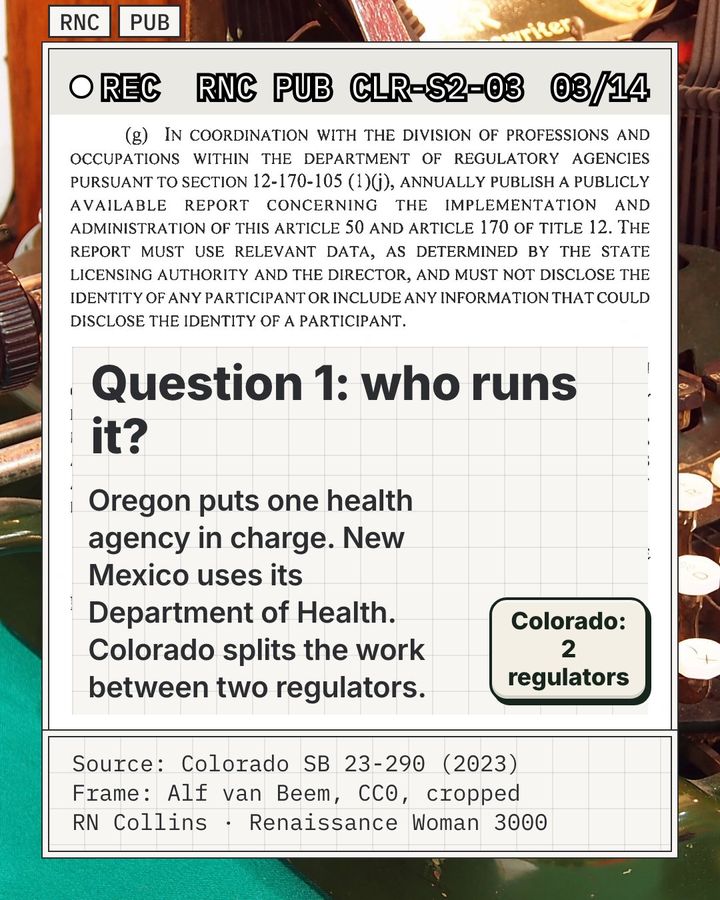 RNC PUB
REC RNC PUB CLR-S2-03 03/14
(g) IN COORDINATION WITH THE DIVISION OF PROFESSIONS AND
OCCUPATIONS WITHIN THE DEPARTMENT OF REGULATORY AGENCIES
PURSUANT TO SECTION 12-170-105 (1)(j), ANNUALLY PUBLISH A PUBLICLY
AVAILABLE REPORT CONCERNING THE IMPLEMENTATION AND
ADMINISTRATION OF THIS ARTICLE 50 AND ARTICLE 170 OF TITLE 12. THE
REPORT MUST USE RELEVANT DATA, AS DETERMINED BY THE STATE
LICENSING AUTHORITY AND THE DIRECTOR, AND MUST NOT DISCLOSE THE
IDENTITY OF ANY PARTICIPANT OR INCLUDE ANY INFORMATION THAT COULD
DISCLOSE THE IDENTITY OF A PARTICIPANT.
Question 1: who runs
it?
Oregon puts one health
agency in charge. New
Mexico uses its
Department of Health.
Colorado splits the work
between two regulators.
Colorado:
2
regulators
Source: Colorado SB 23-290 (2023)
Frame: Alf van Beem, CC0, cropped
RN Collins · Renaissance Woman 3000